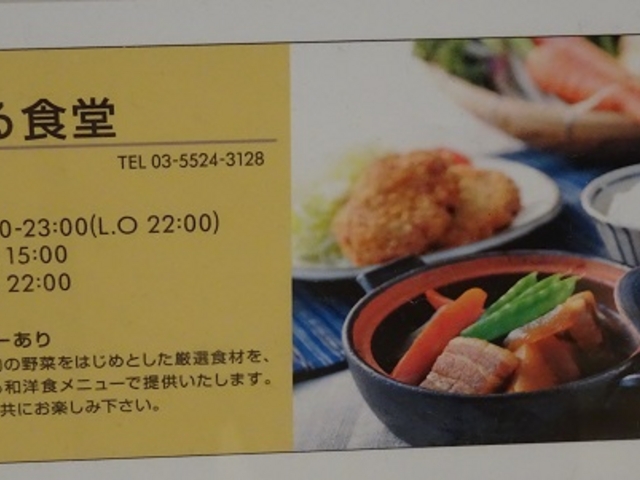 る食堂
TEL 03-5524-3128
0-23:00(L.O 22:00)
15:00
22:00
ーあり
の野菜をはじめとした厳選食材を、
和洋食メニューで提供いたします。
共にお楽しみ下さい。